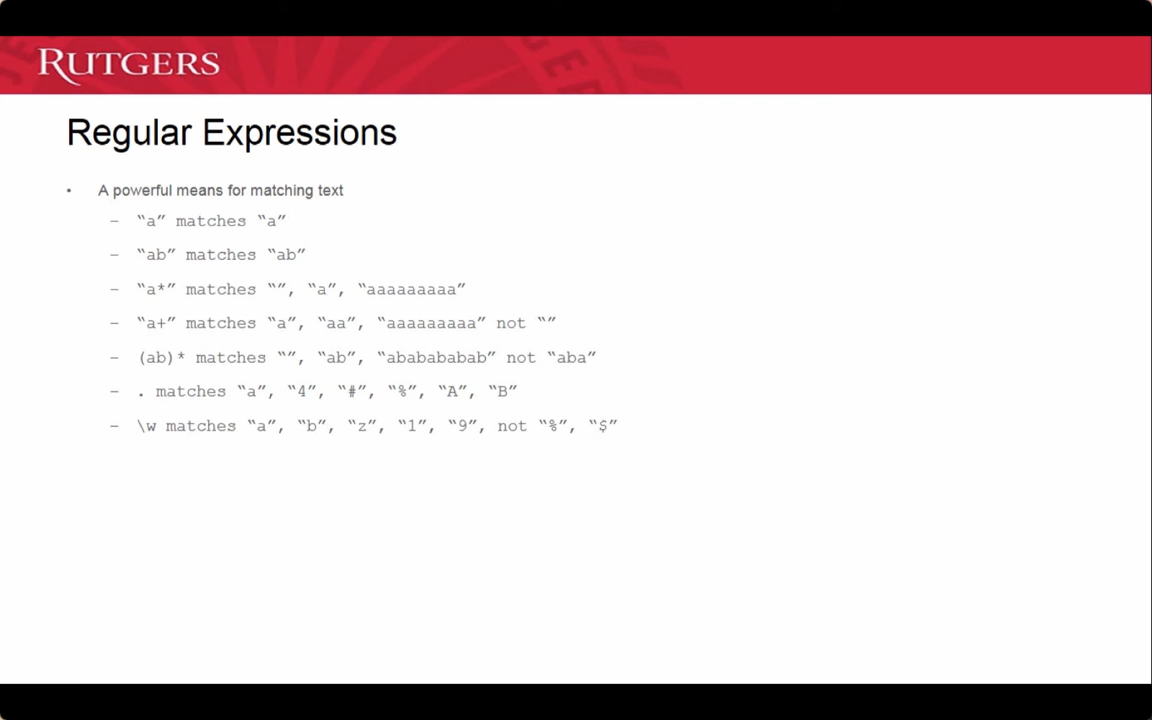 RUTGERS
Regular Expressions
• A powerful means for matching text
– “a” matches “a”
– “ab” matches “ab”
– “a*” matches “”, “a”, “aaaaaaaaa”
– “a+” matches “a”, “aa”, “aaaaaaaaa” not “”
– (ab)* matches “”, “ab”, “ababababab” not “aba”
– . matches “a”, “4”, “#”, “%”, “A”, “B”
– \w matches “a”, “b”, “z”, “1”, “9”, not “%”, “$”